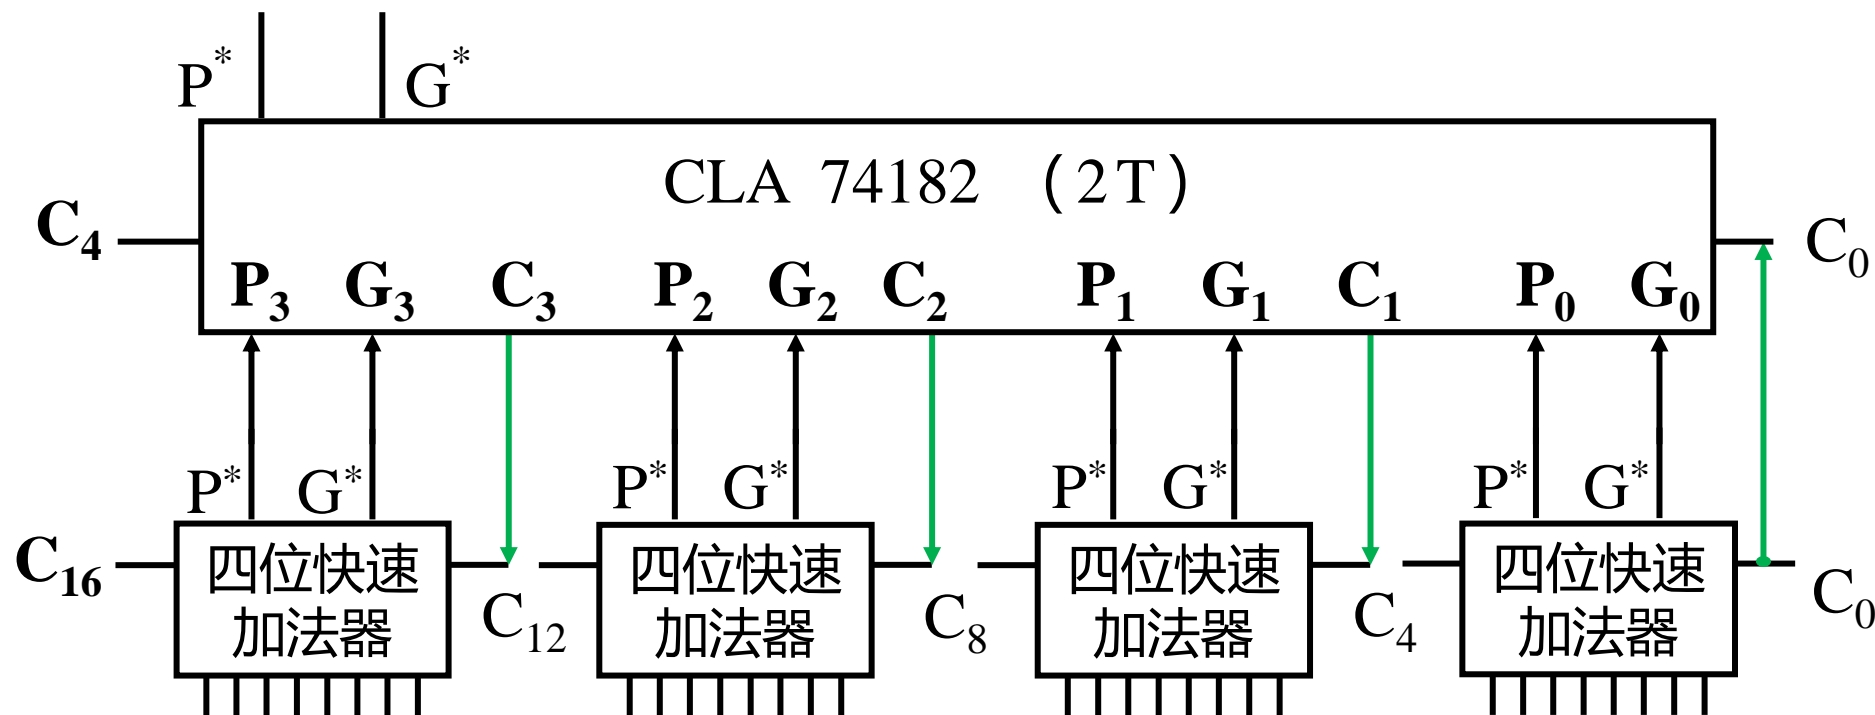 P* G*
CLA 74182 (2T)
C₄ C₀
P₃ G₃ C₃ P₂ G₂ C₂ P₁ G₁ C₁ P₀ G₀
P* G* P* G* P* G* P* G*
C₁₆ 四位快速 四位快速 四位快速 四位快速
加法器 C₁₂ 加法器 C₈ 加法器 C₄ 加法器 C₀